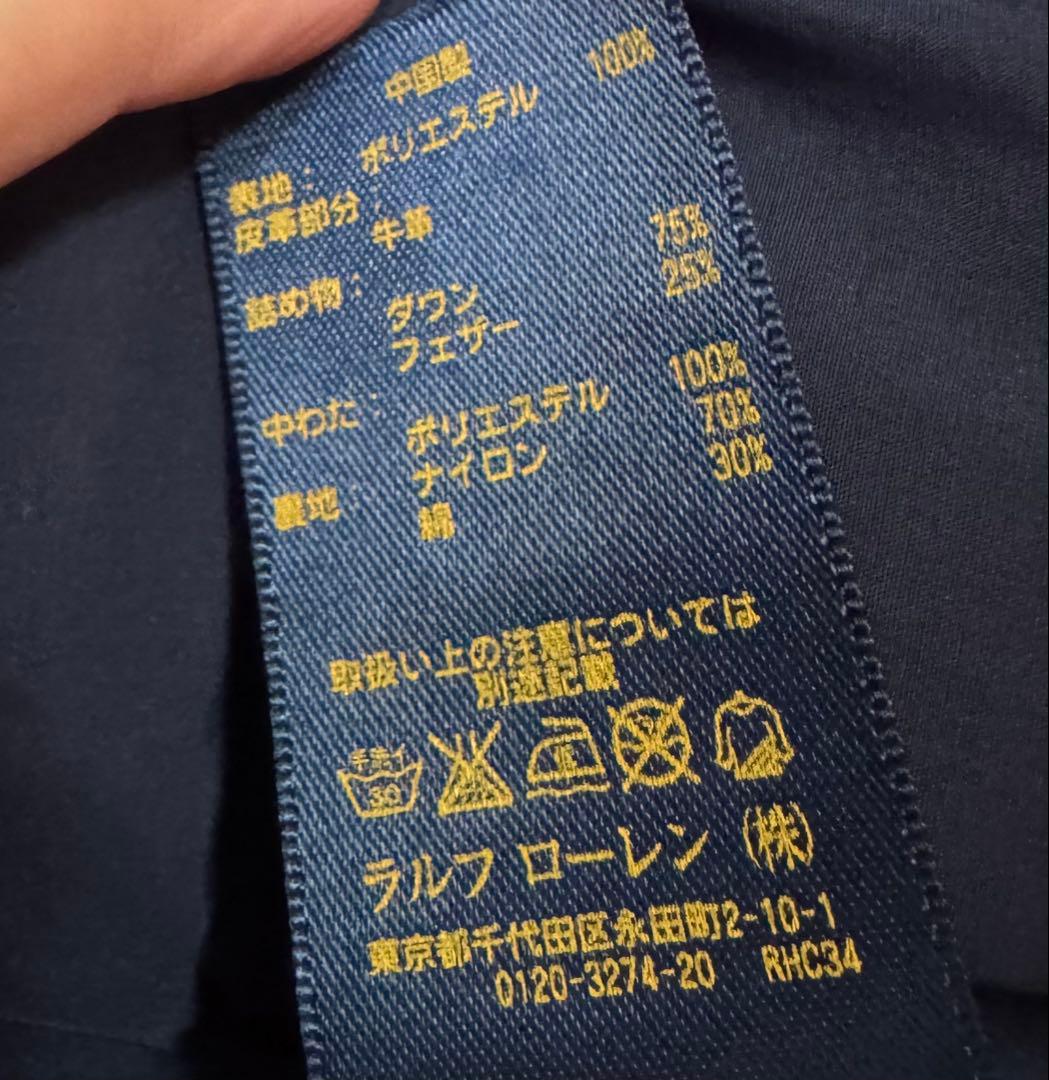 中国製
表地: ポリエステル 100%
皮革部分: 牛革
詰め物: ダウン 75%
フェザー 25%
中わた: ポリエステル 100%
裏地: ナイロン 70%
綿 30%
取扱い上の注意については
別途記載
手洗イ
30
ラルフ ローレン (株)
東京都千代田区永田町2-10-1
0120-3274-20 RHC34